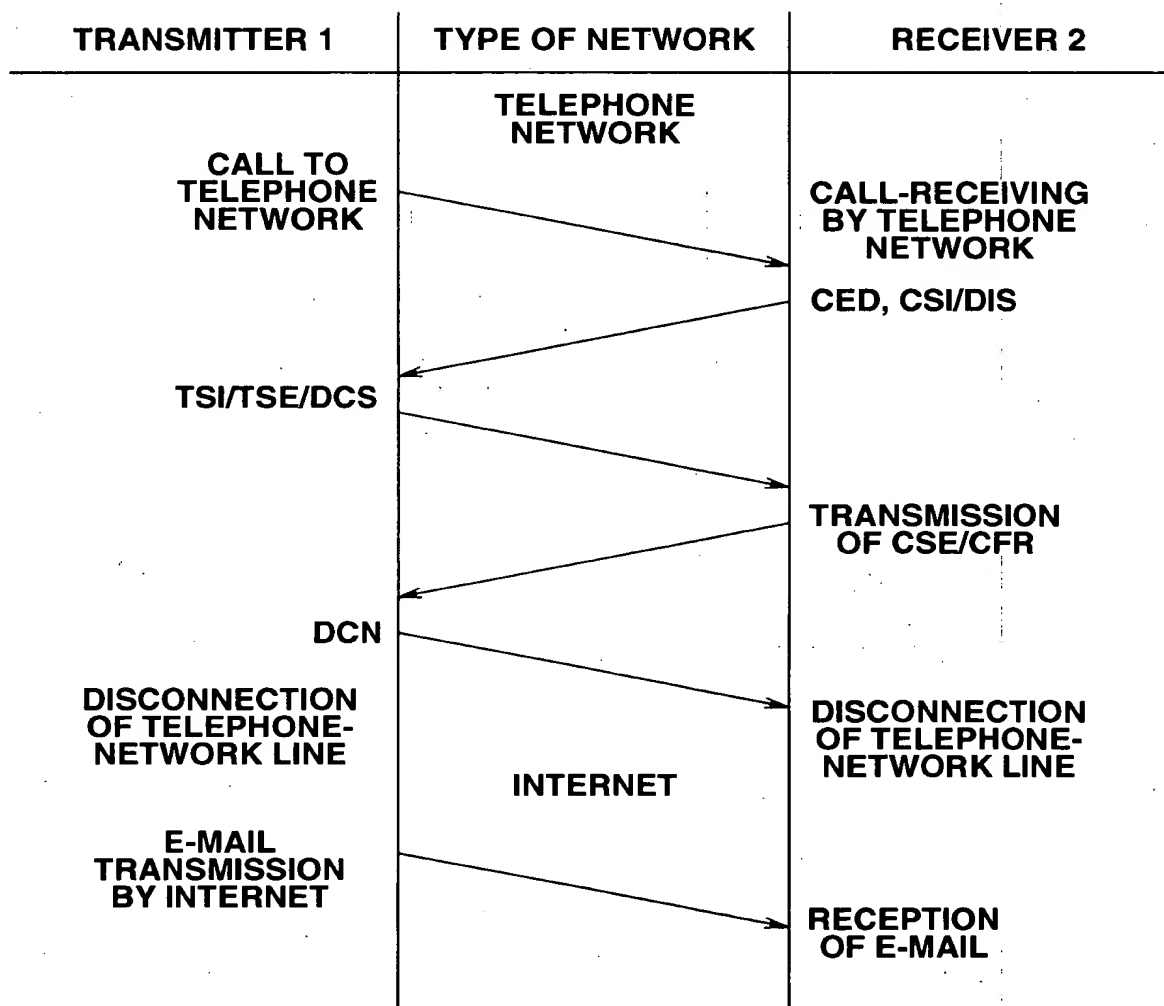 TRANSMITTER 1
TYPE OF NETWORK
RECEIVER 2
TELEPHONE
NETWORK
CALL TO
TELEPHONE
NETWORK
CALL-RECEIVING
BY TELEPHONE
NETWORK
CED, CSI/DIS
TSI/TSE/DCS
TRANSMISSION
OF CSE/CFR
DCN
DISCONNECTION
OF TELEPHONE-
NETWORK LINE
DISCONNECTION
OF TELEPHONE-
NETWORK LINE
INTERNET
E-MAIL
TRANSMISSION
BY INTERNET
RECEPTION
OF E-MAIL